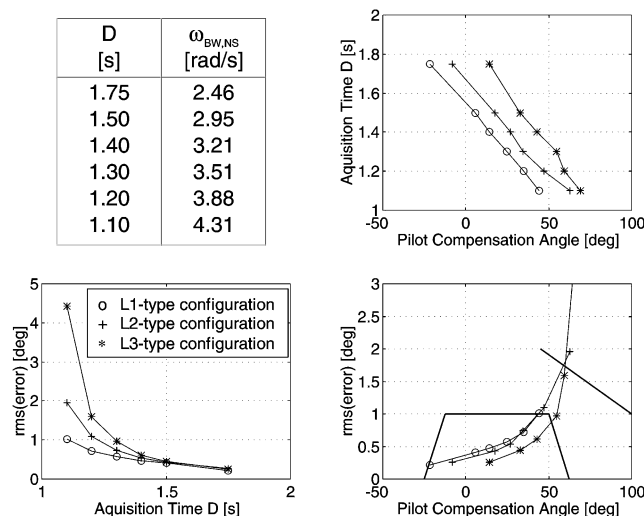 D ω_BW,NS
[s] [rad/s]
1.75 2.46
1.50 2.95
1.40 3.21
1.30 3.51
1.20 3.88
1.10 4.31
2
1.8
1.6
1.4
1.2
1
Aquisition Time D [s]
-50 0 50 100
Pilot Compensation Angle [deg]
5
4
3
2
1
0
rms(error) [deg]
L1-type configuration
L2-type configuration
L3-type configuration
1 1.5 2
Aquisition Time D [s]
3
2.5
2
1.5
1
0.5
0
rms(error) [deg]
-50 0 50 100
Pilot Compensation Angle [deg]